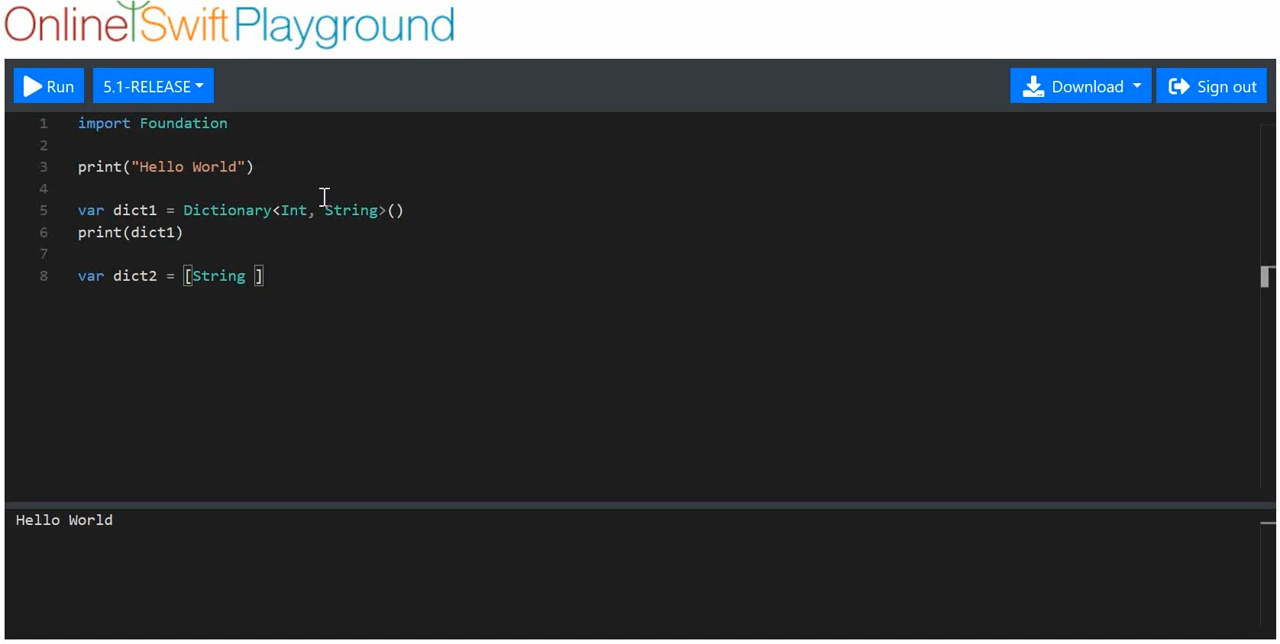 Online Swift Playground
Run 5.1-RELEASE Download Sign out
1 import Foundation
2
3 print("Hello World")
4
5 var dict1 = Dictionary<Int, String>()
6 print(dict1)
7
8 var dict2 = [String ]
Hello World